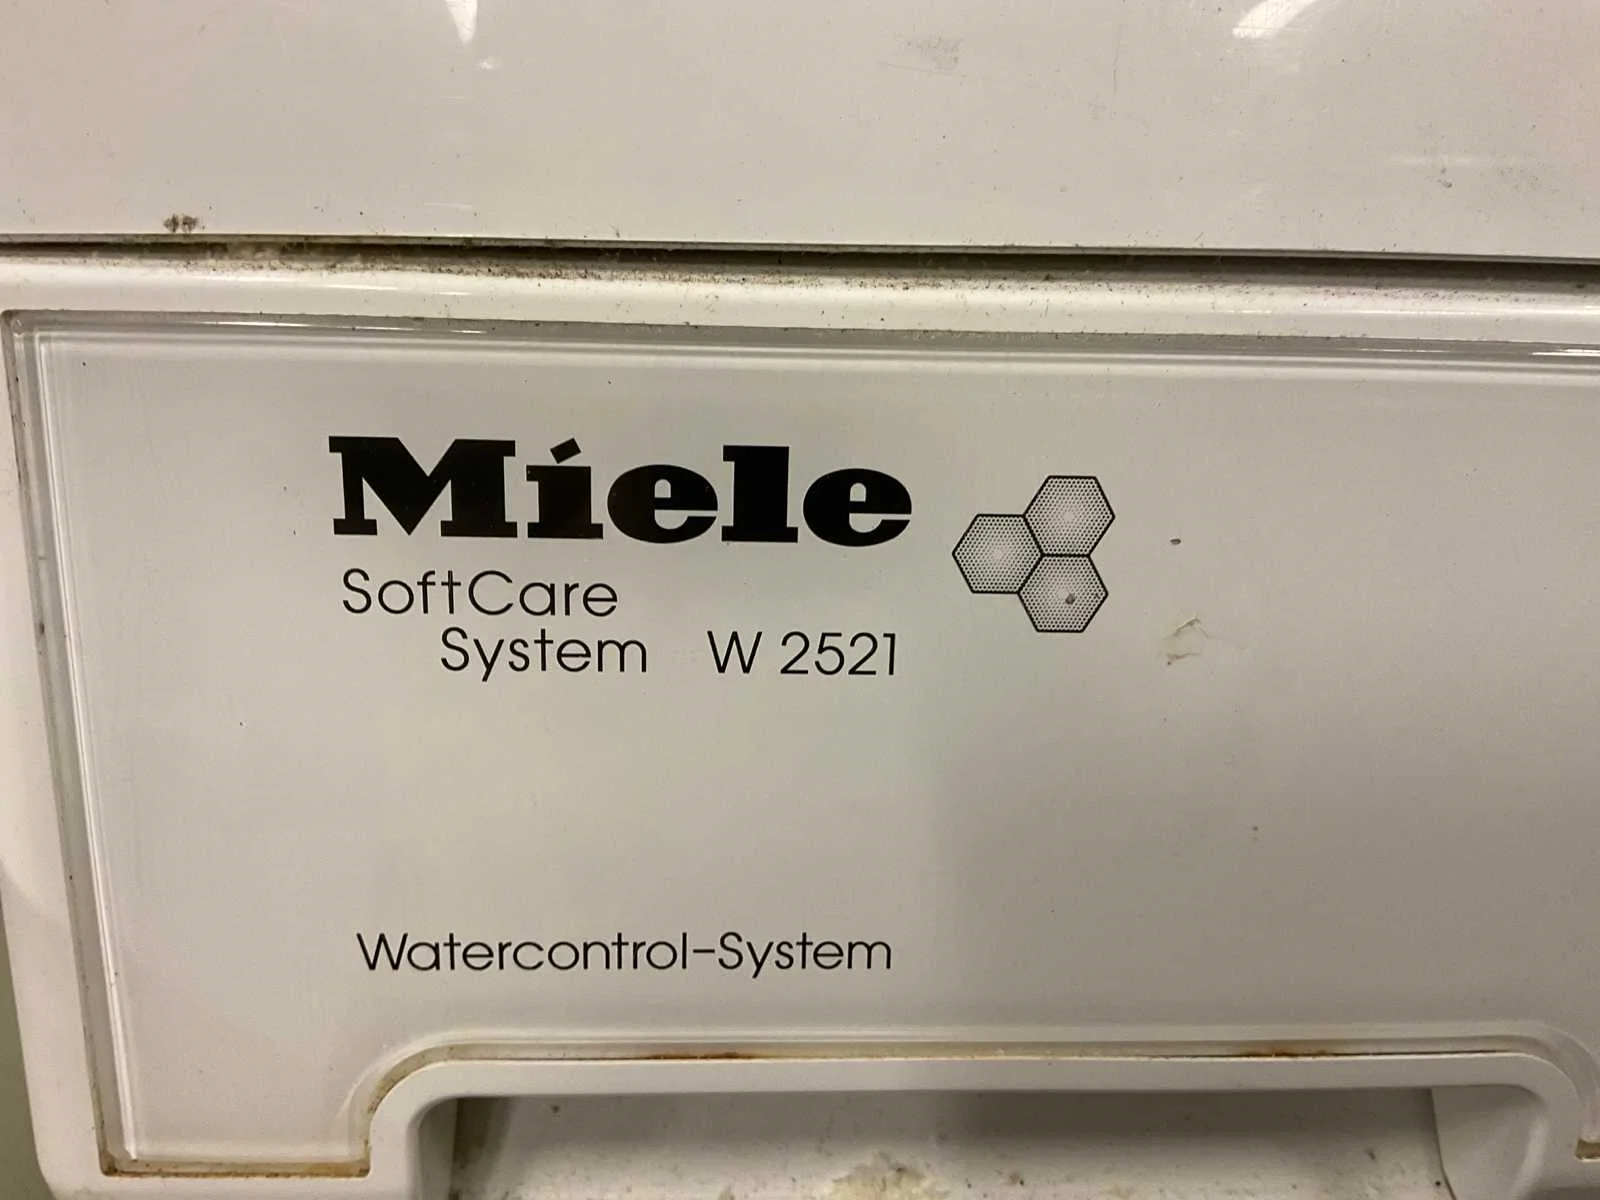 Miele
SoftCare
System W 2521
Watercontrol-System